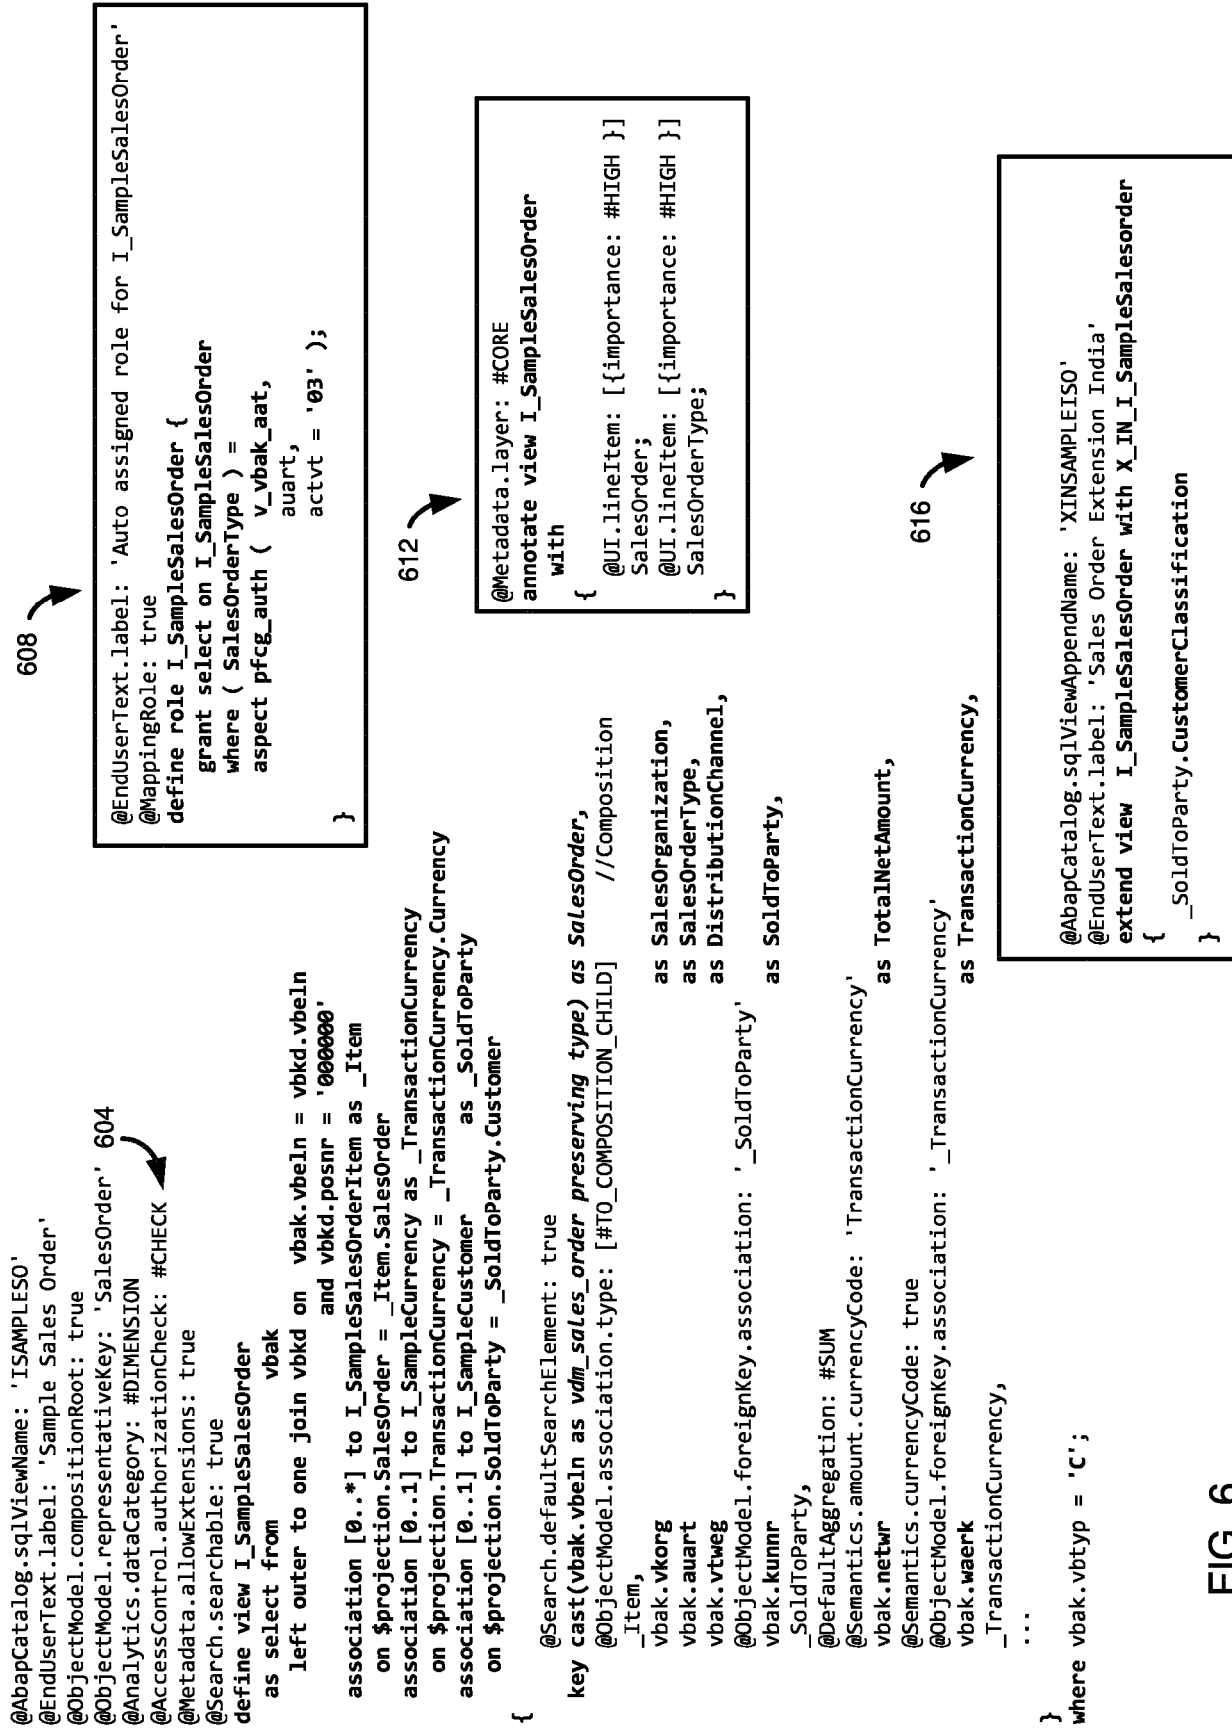 @AbapCatalog.sqlViewName: 'ISAMPLESO'
@EndUserText.label: 'Sample Sales Order'
@ObjectModel.compositionRoot: true
@ObjectModel.representativeKey: 'SalesOrder'
@Analytics.dataCategory: #DIMENSION
@AccessControl.authorizationCheck: #CHECK
604
@Metadata.allowExtensions: true
@Search.searchable: true
define view I_SampleSalesOrder
as select from vbak
left outer to one join vbkd on vbak.vbeln = vbkd.vbeln
and vbkd.posnr = '000000'
association [0..*] to I_SampleSalesOrderItem as _Item
on $projection.SalesOrder = _Item.SalesOrder
association [0..1] to I_SampleCurrency as _TransactionCurrency
on $projection.TransactionCurrency = _TransactionCurrency.Currency
association [0..1] to I_SampleCustomer as _SoldToParty
on $projection.SoldToParty = _SoldToParty.Customer
{
@Search.defaultSearchElement: true
key cast(vbak.vbeln as vdm_sales_order preserving type) as SalesOrder,
@ObjectModel.association.type: [#TO_COMPOSITION_CHILD] //Composition
_Item,
vbak.vkorg as SalesOrganization,
vbak.auart as SalesOrderType,
vbak.vtweg as DistributionChannel,
@ObjectModel.foreignKey.association: '_SoldToParty'
vbak.kunnr as SoldToParty,
_SoldToParty,
@DefaultAggregation: #SUM
@Semantics.amount.currencyCode: 'TransactionCurrency'
vbak.netwr as TotalNetAmount,
@Semantics.currencyCode: true
@ObjectModel.foreignKey.association: '_TransactionCurrency'
vbak.waerk as TransactionCurrency,
_TransactionCurrency,
...
}
where vbak.vbtyp = 'C';
608
@EndUserText.label: 'Auto assigned role for I_SampleSalesOrder'
@MappingRole: true
define role I_SampleSalesOrder {
grant select on I_SampleSalesOrder
where ( SalesOrderType ) =
aspect pfcg_auth ( v_vbak_aat,
auart,
actvt = '03' );
}
612
@Metadata.layer: #CORE
annotate view I_SampleSalesOrder
with
{
@UI.lineItem: [{importance: #HIGH }]
SalesOrder;
@UI.lineItem: [{importance: #HIGH }]
SalesOrderType;
}
616
@AbapCatalog.sqlViewAppendName: 'XINSAMPLEISO'
@EndUserText.label: 'Sales Order Extension India'
extend view I_SampleSalesOrder with X_IN_I_SampleSalesorder
{
_SoldToParty.CustomerClassification
}
FIG. 6